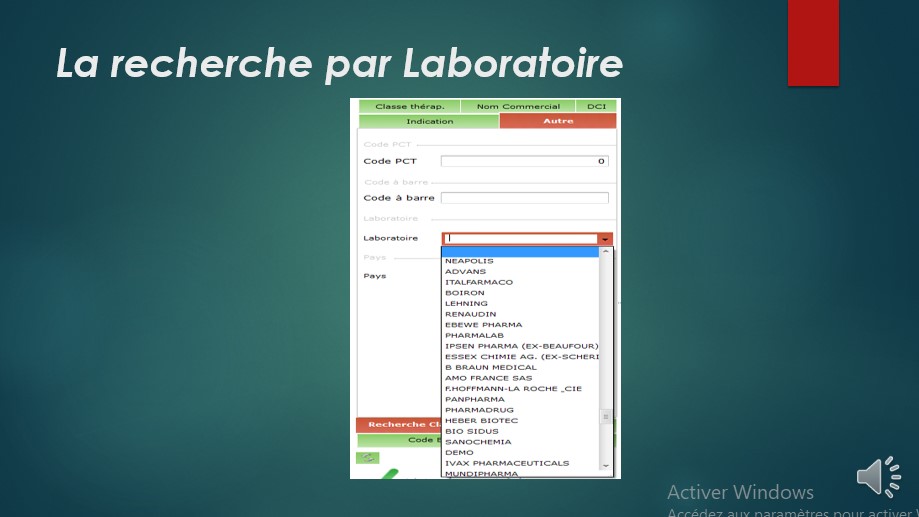 La recherche par Laboratoire
Classe thérap. Nom Commercial DCI
Indication Autre
Code PCT
Code PCT 0
Code à barre
Code à barre
Laboratoire
Laboratoire
Pays
Pays
NEAPOLIS
ADVANS
ITALFARMACO
BOIRON
LEHNING
RENAUDIN
EBEWE PHARMA
PHARMALAB
IPSEN PHARMA (EX-BEAUFOUR)
ESSEX CHIMIE AG. (EX-SCHERI
B BRAUN MEDICAL
AMO FRANCE SAS
F.HOFFMANN-LA ROCHE _CIE
PANPHARMA
PHARMADRUG
HEBER BIOTEC
BIO SIDUS
SANOCHEMIA
DEMO
IVAX PHARMACEUTICALS
MUNDIPHARMA
Recherche Cl
Code
Activer Windows
Accédez aux paramètres pour activer